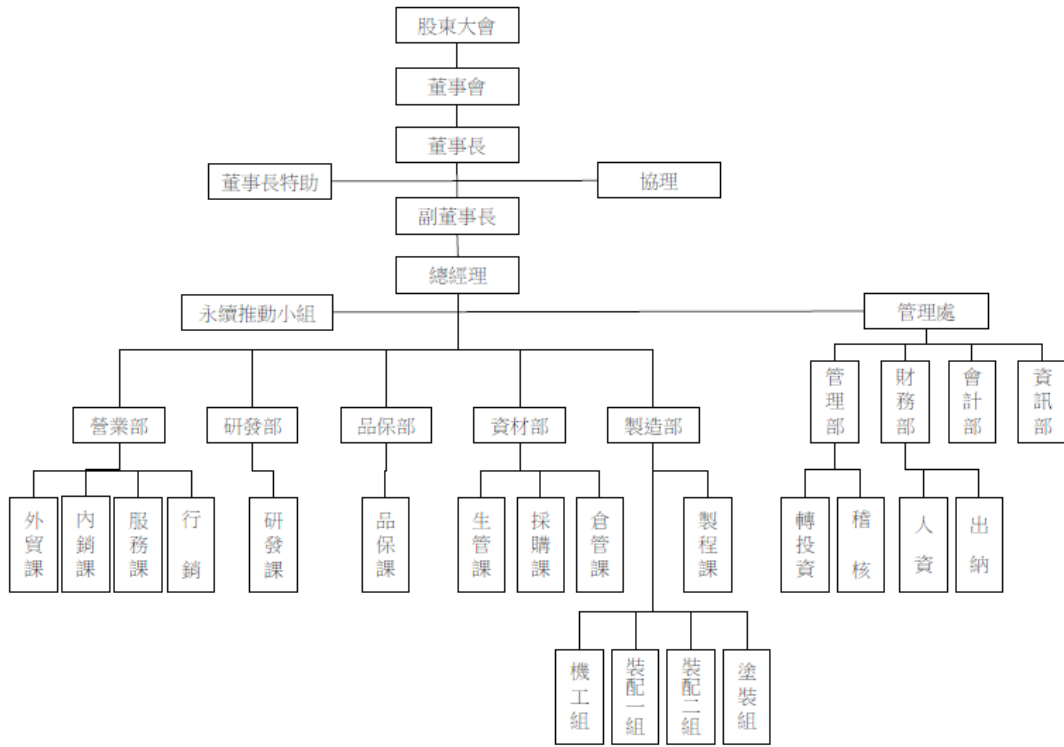 股東大會
董事會
董事長
董事長特助
協理
副董事長
總經理
永續推動小組
管理處
管理部
財務部
會計部
資訊部
營業部
研發部
品保部
資材部
製造部
外貿課
內銷課
服務課
行銷
研發課
品保課
生管課
採購課
倉管課
製程課
轉投資
稽核
人資
出納
機工組
裝配一組
裝配二組
塗裝組